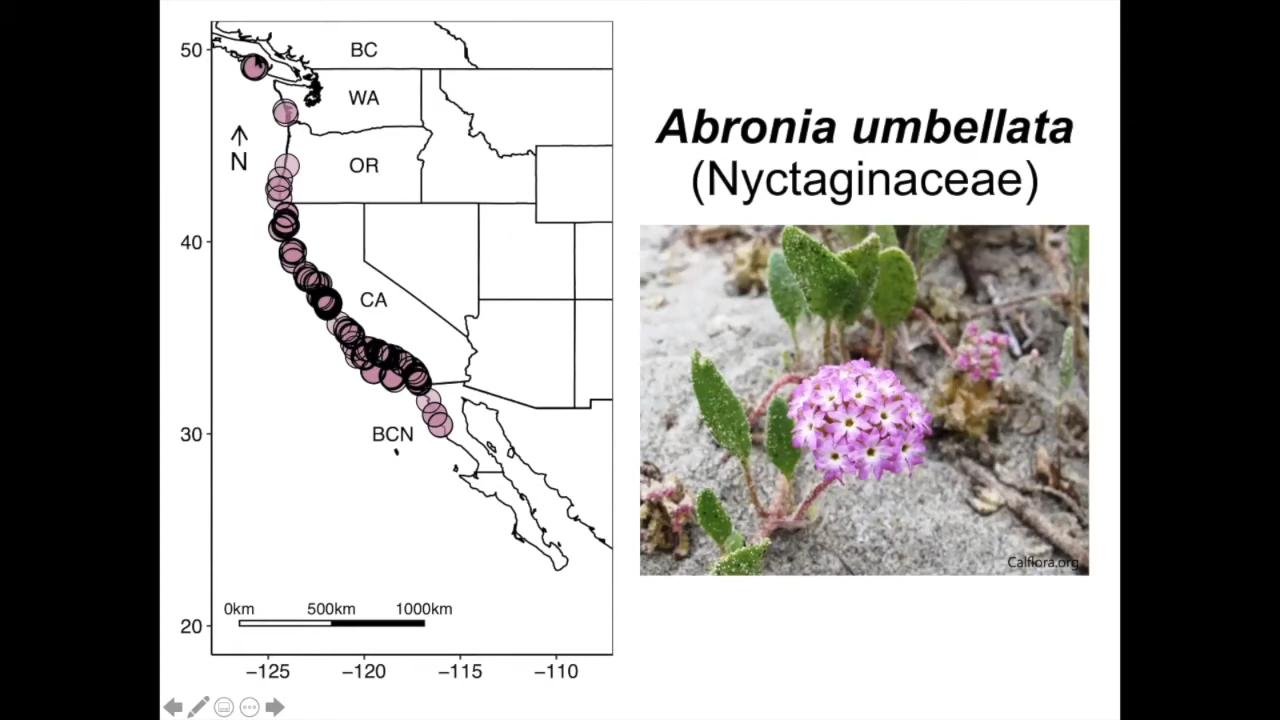 Abronia umbellata
(Nyctaginaceae)
50
40
30
20
BC
WA
N
OR
CA
BCN
0km 500km 1000km
−125 −120 −115 −110
Calflora.org